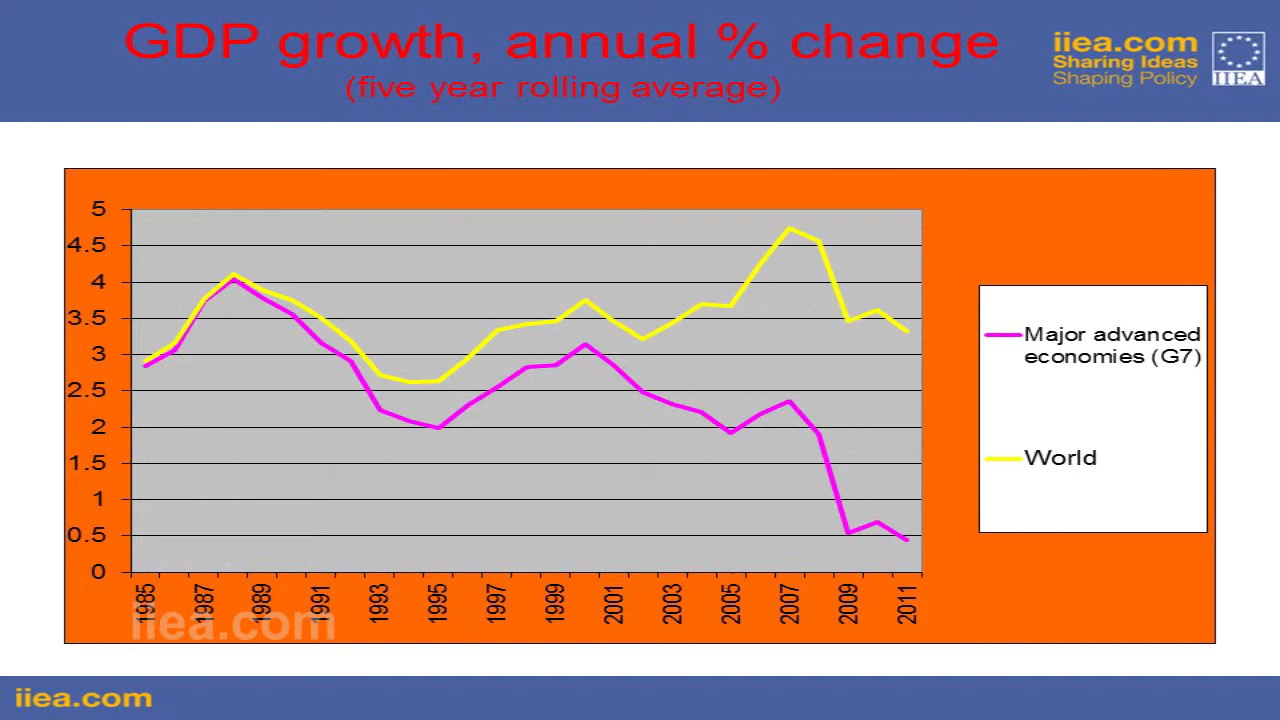 GDP growth, annual % change
(five year rolling average)
iiea.com
Sharing Ideas
Shaping Policy
IIEA
5
4.5
4
3.5
3
2.5
2
1.5
1
0.5
0
1985
1987
1989
1991
1993
1995
1997
1999
2001
2003
2005
2007
2009
2011
Major advanced
economies (G7)
World
iiea.com
iiea.com